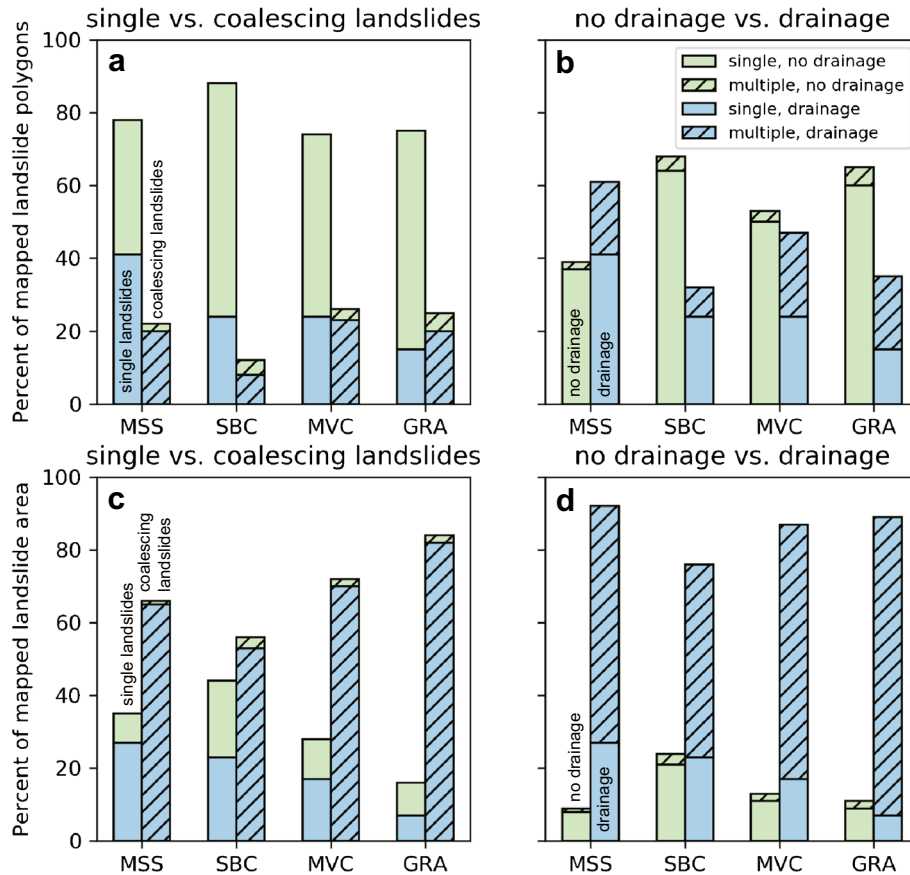 single vs. coalescing landslides
no drainage vs. drainage
Percent of mapped landslide polygons
100
80
60
40
20
0
a
single landslides
coalescing landslides
MSS
SBC
MVC
GRA
b
single, no drainage
multiple, no drainage
single, drainage
multiple, drainage
no drainage
drainage
MSS
SBC
MVC
GRA
single vs. coalescing landslides
no drainage vs. drainage
Percent of mapped landslide area
100
80
60
40
20
0
c
single landslides
coalescing
landslides
MSS
SBC
MVC
GRA
d
no drainage
drainage
MSS
SBC
MVC
GRA